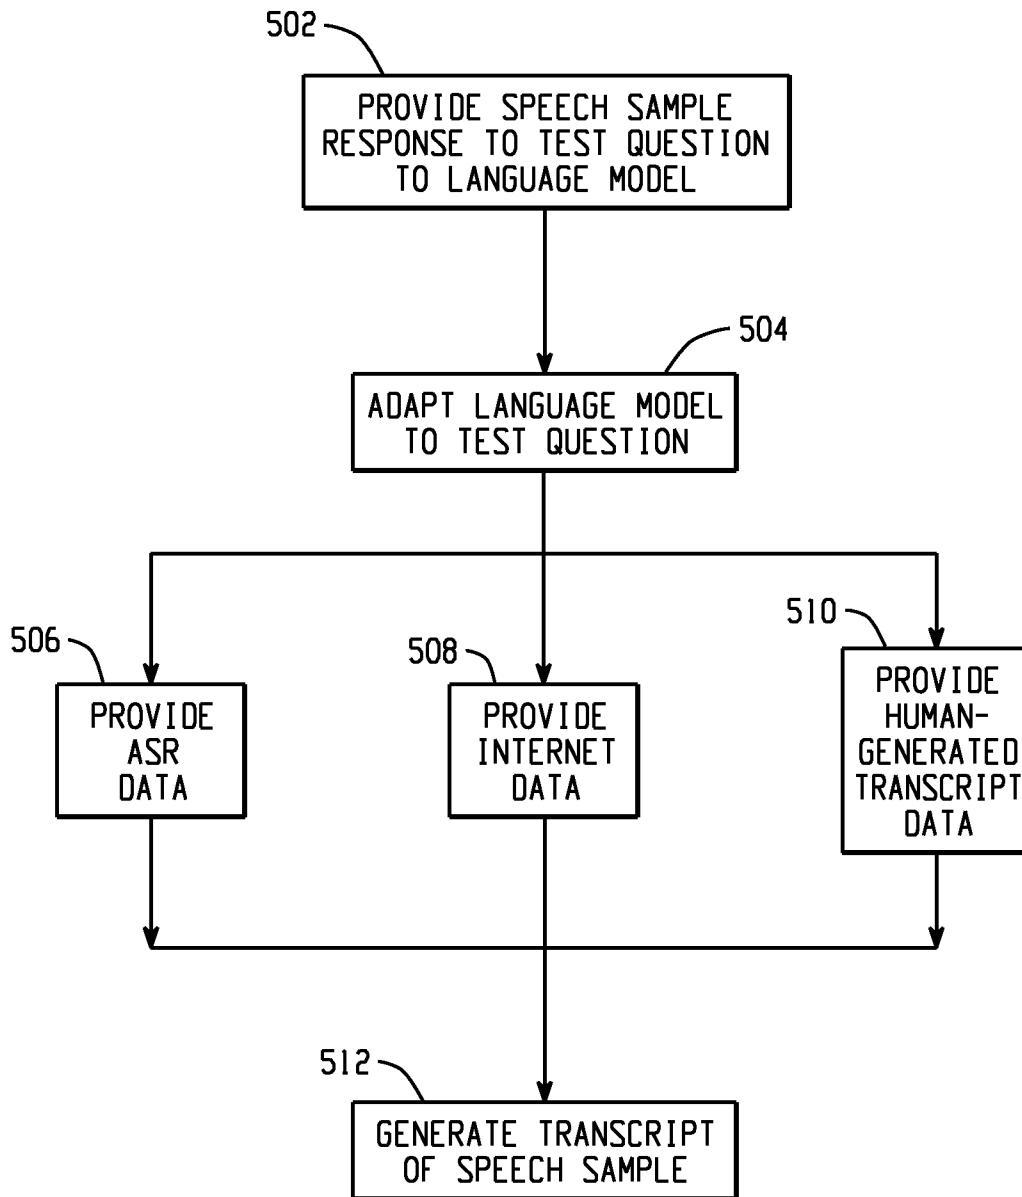 502
PROVIDE SPEECH SAMPLE
RESPONSE TO TEST QUESTION
TO LANGUAGE MODEL
504
ADAPT LANGUAGE MODEL
TO TEST QUESTION
506
PROVIDE
ASR
DATA
508
PROVIDE
INTERNET
DATA
510
PROVIDE
HUMAN-
GENERATED
TRANSCRIPT
DATA
512
GENERATE TRANSCRIPT
OF SPEECH SAMPLE